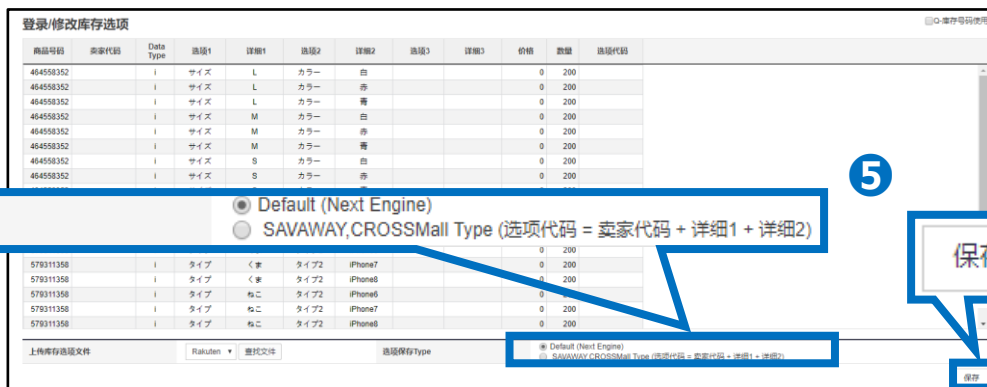 登录/修改库存选项
Q-库存号码使用
商品号码 卖家代码 Data Type 选项1 详细1 选项2 详细2 选项3 详细3 价格 数量 选项代码
464558352 i サイズ L カラー 白 0 200
464558352 i サイズ L カラー 赤 0 200
464558352 i サイズ L カラー 青 0 200
464558352 i サイズ M カラー 白 0 200
464558352 i サイズ M カラー 赤 0 200
464558352 i サイズ M カラー 青 0 200
464558352 i サイズ S カラー 白 0 200
464558352 i サイズ S カラー 赤 0 200
5
Default (Next Engine)
SAVAWAY,CROSSMall Type (选项代码 = 卖家代码 + 详细1 + 详细2)
保存
0 200
579311358 i タイプ くま タイプ2 iPhone7 0 200
579311358 i タイプ くま タイプ2 iPhone8 0 200
579311358 i タイプ ねこ タイプ2 iPhone6 0 200
579311358 i タイプ ねこ タイプ2 iPhone7 0 200
579311358 i タイプ ねこ タイプ2 iPhone8 0 200
上传库存选项文件 Rakuten 查找文件 选项保存Type
Default (Next Engine)
SAVAWAY,CROSSMall Type (选项代码 = 卖家代码 + 详细1 + 详细2)
保存